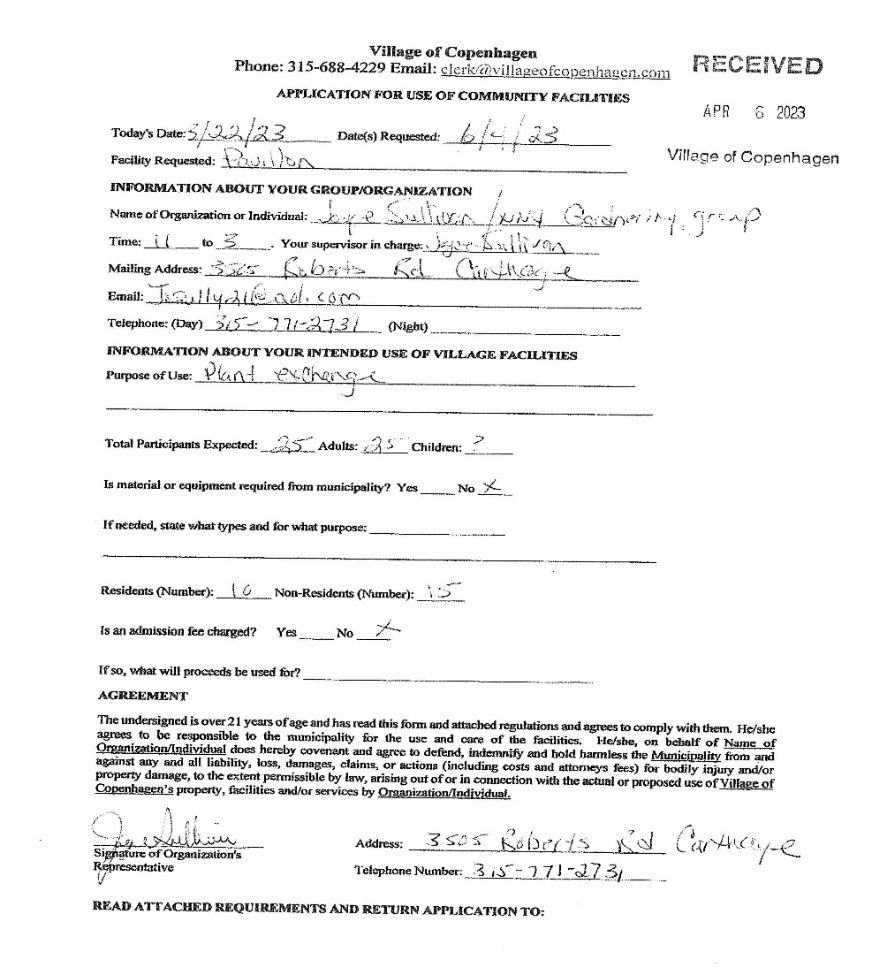 Village of Copenhagen
Phone: 315-688-4229 Email: clerk@villageofcopenhagen.com
RECEIVED
APPLICATION FOR USE OF COMMUNITY FACILITIES
APR 6 2023
Today's Date: 3/22/23 Date(s) Requested: 6/4/23
Village of Copenhagen
Facility Requested: Pavillon
INFORMATION ABOUT YOUR GROUP/ORGANIZATION
Name of Organization or Individual: Joyce Sullivan /NNY Gardnering group
Time: 11 to 3. Your supervisor in charge: Joyce Sullivan
Mailing Address: 3505 Roberts Rd Carthage
Email: @aol.com
Telephone: (Day) 315-771-2731 (Night)
INFORMATION ABOUT YOUR INTENDED USE OF VILLAGE FACILITIES
Purpose of Use: Plant exchange
Total Participants Expected: 25 Adults: 25 Children: ?
Is material or equipment required from municipality? Yes No X
If needed, state what types and for what purpose:
Residents (Number): 10 Non-Residents (Number): 15
Is an admission fee charged? Yes No X
If so, what will proceeds be used for?
AGREEMENT
The undersigned is over 21 years of age and has read this form and attached regulations and agrees to comply with them. He/she
agrees to be responsible to the municipality for the use and care of the facilities. He/she, on behalf of Name of
Organization/Individual does hereby covenant and agree to defend, indemnify and hold harmless the Municipality from and
against any and all liability, loss, damages, claims, or actions (including costs and attorneys fees) for bodily injury and/or
property damage, to the extent permissible by law, arising out of or in connection with the actual or proposed use of Village of
Copenhagen's property, facilities and/or services by Organization/Individual.
Joyce Sullivan Address: 3505 Roberts Rd Carthage
Signature of Organization's
Representative Telephone Number: 315-771-2731
READ ATTACHED REQUIREMENTS AND RETURN APPLICATION TO: